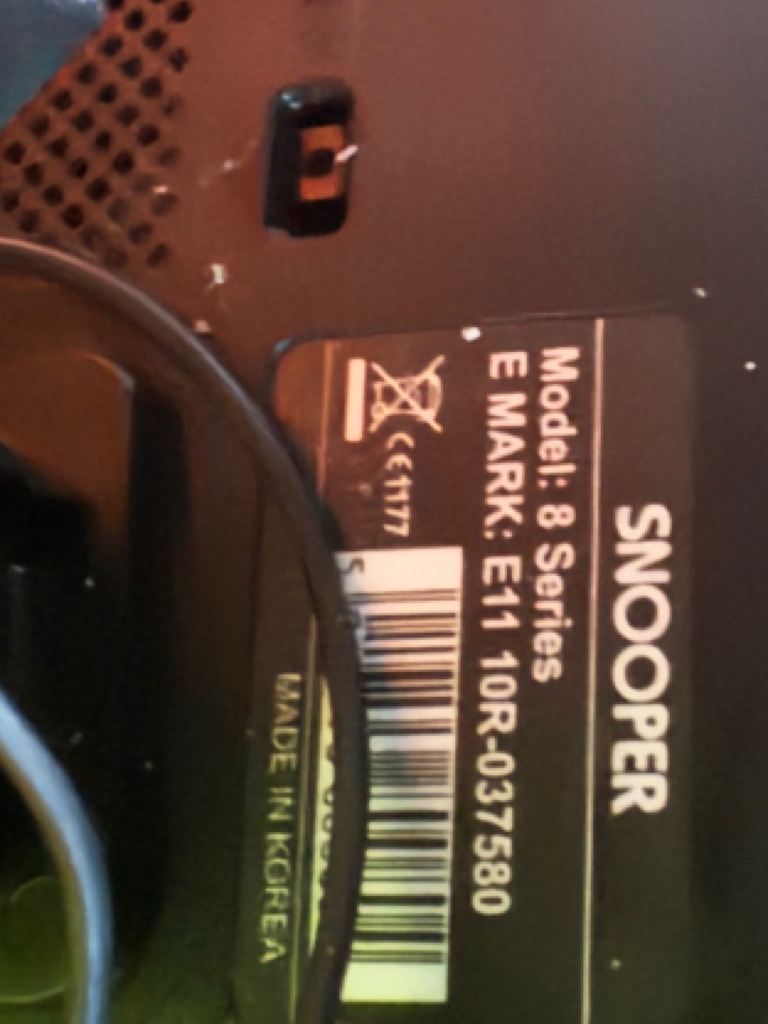 SNOOPER
Model: 8 Series
E MARK: E11 10R-037580
CE1177
MADE IN KOREA